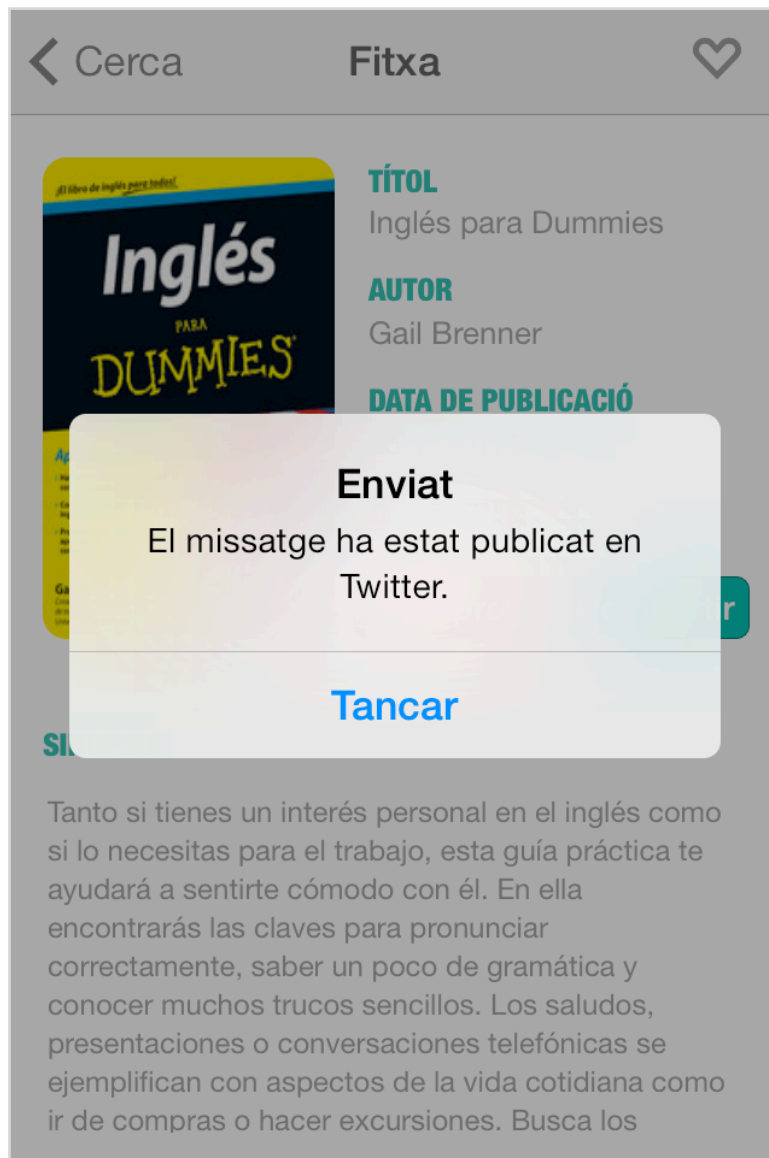 Cerca
Fitxa
¡El libro de inglés para todos!
Inglés
PARA
DUMMIES
TÍTOL
Inglés para Dummies
AUTOR
Gail Brenner
DATA DE PUBLICACIÓ
Enviat
El missatge ha estat publicat en
Twitter.
Tancar
Tanto si tienes un interés personal en el inglés como
si lo necesitas para el trabajo, esta guía práctica te
ayudará a sentirte cómodo con él. En ella
encontrarás las claves para pronunciar
correctamente, saber un poco de gramática y
conocer muchos trucos sencillos. Los saludos,
presentaciones o conversaciones telefónicas se
ejemplifican con aspectos de la vida cotidiana como
ir de compras o hacer excursiones. Busca los